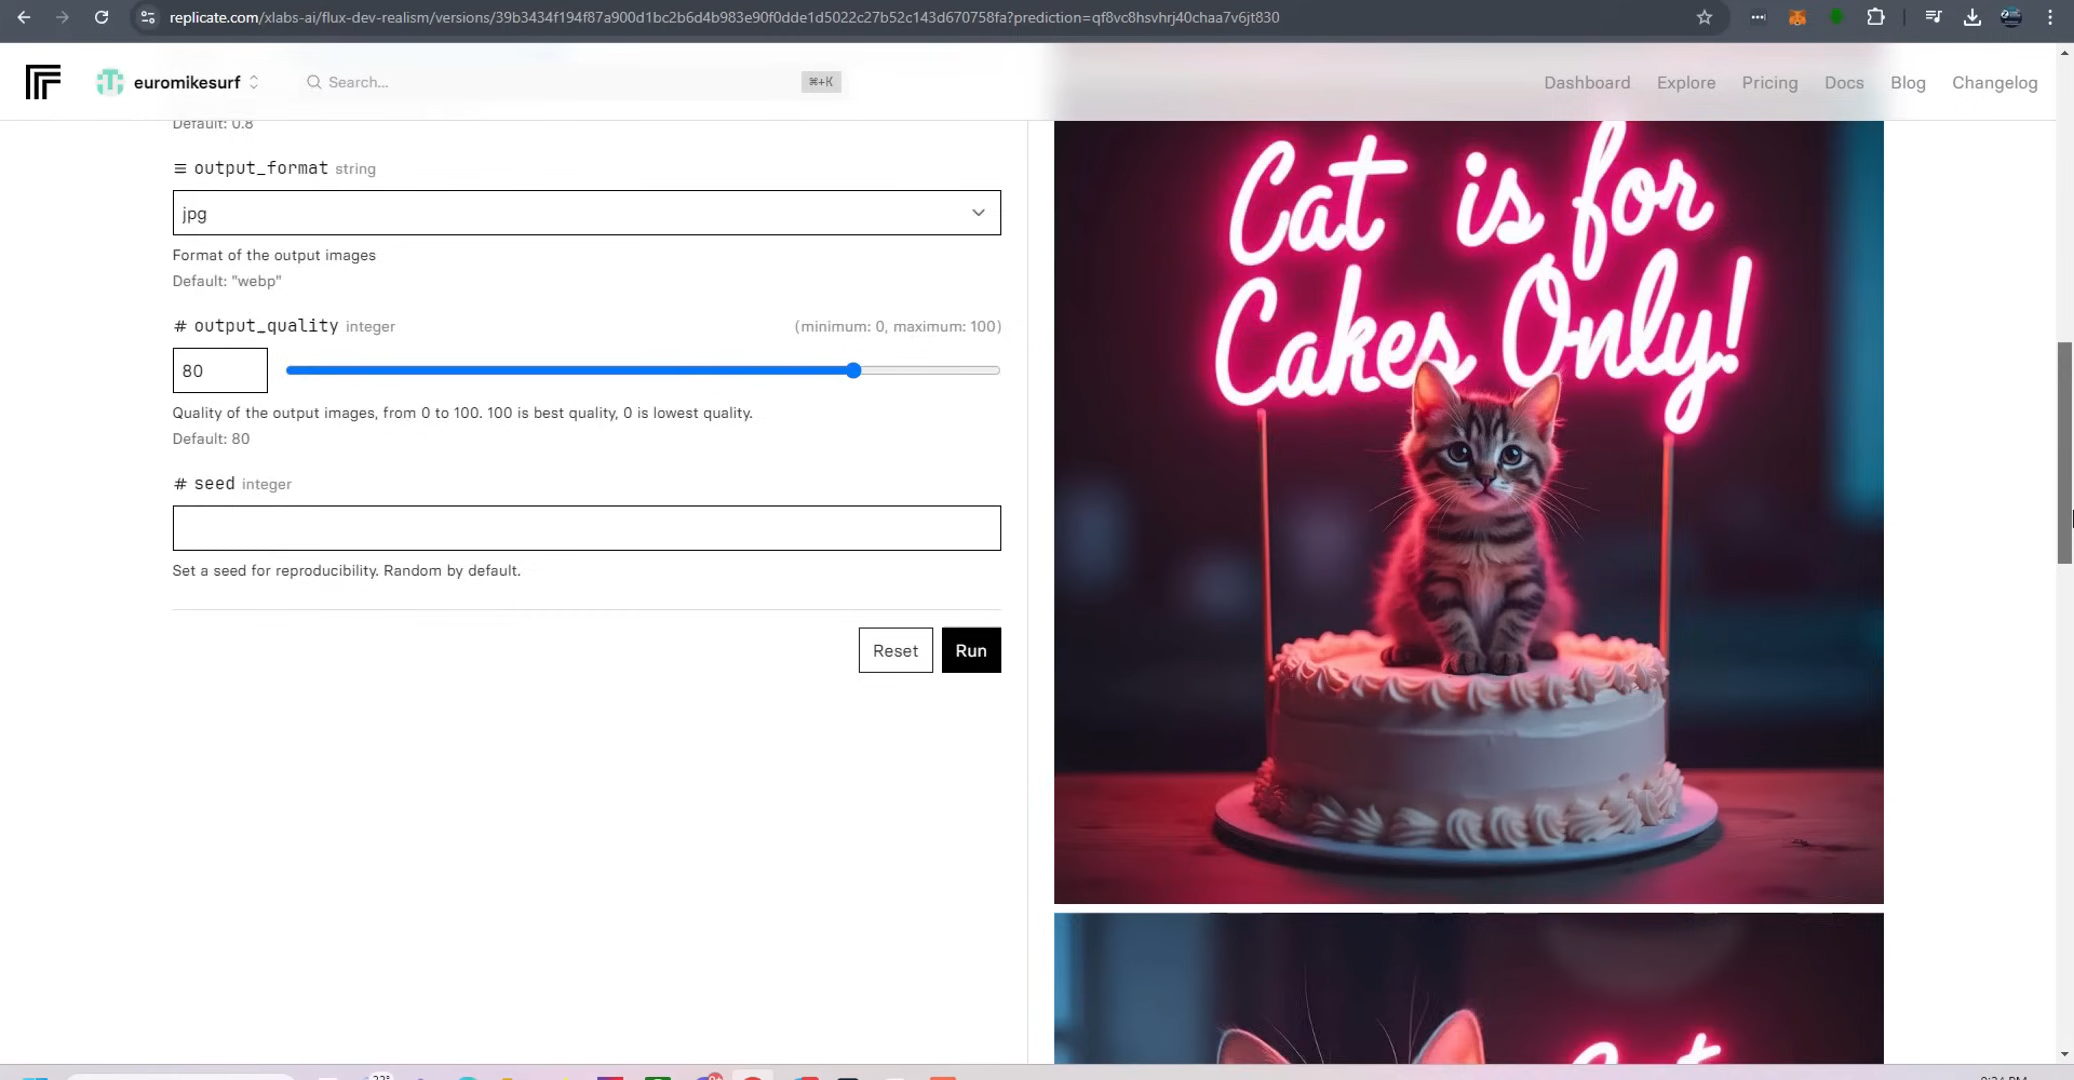 replicate.com/xlabs-ai/flux-dev-realism/versions/39b3434f194f87a900d1bc2b6d4b983e90f0dde1d5022c27b52c143d670758fa?prediction=qf8vc8hsvhrj40chaa7v6jt830
euromikesurf
Search...
⌘+K
Dashboard
Explore
Pricing
Docs
Blog
Changelog
Default: 0.8
output_format string
jpg
Format of the output images
Default: "webp"
# output_quality integer
(minimum: 0, maximum: 100)
80
Quality of the output images, from 0 to 100. 100 is best quality, 0 is lowest quality.
Default: 80
# seed integer
Set a seed for reproducibility. Random by default.
Reset
Run
Cat is for
Cakes Only!
Cat
22°